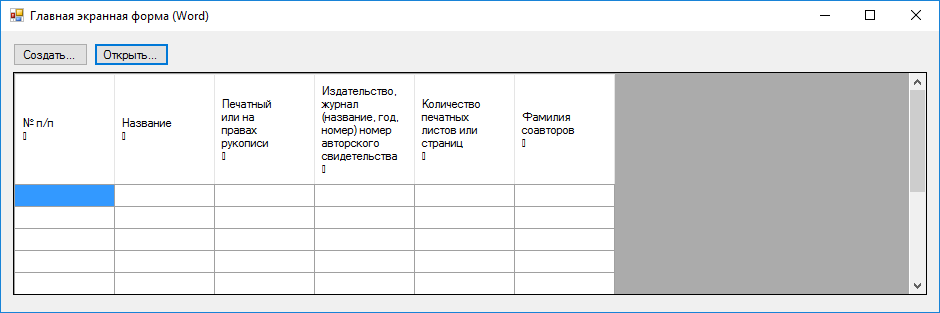 Главная экранная форма (Word)
Создать...
Открыть...
№ п/п
Название
Печатный
или на
правах
рукописи
Издательство,
журнал
(название, год,
номер) номер
авторского
свидетельства
Количество
печатных
листов или
страниц
Фамилия
соавторов